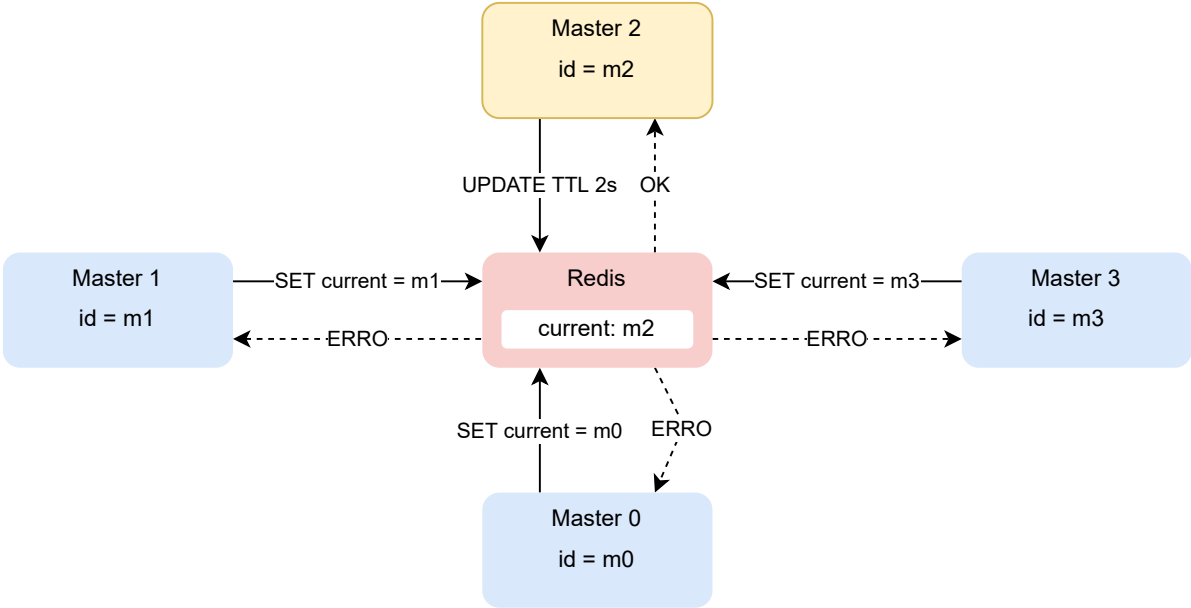 Master 2
id = m2
UPDATE TTL 2s
OK
Master 1
id = m1
SET current = m1
ERRO
Redis
current: m2
SET current = m3
ERRO
Master 3
id = m3
SET current = m0
ERRO
Master 0
id = m0